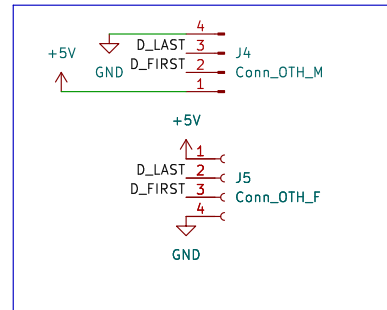 4
D_LAST 3 J4
+5V
D_FIRST 2 Conn_OTH_M
GND
1
+5V
1
D_LAST 2 J5
D_FIRST 3 Conn_OTH_F
4
GND